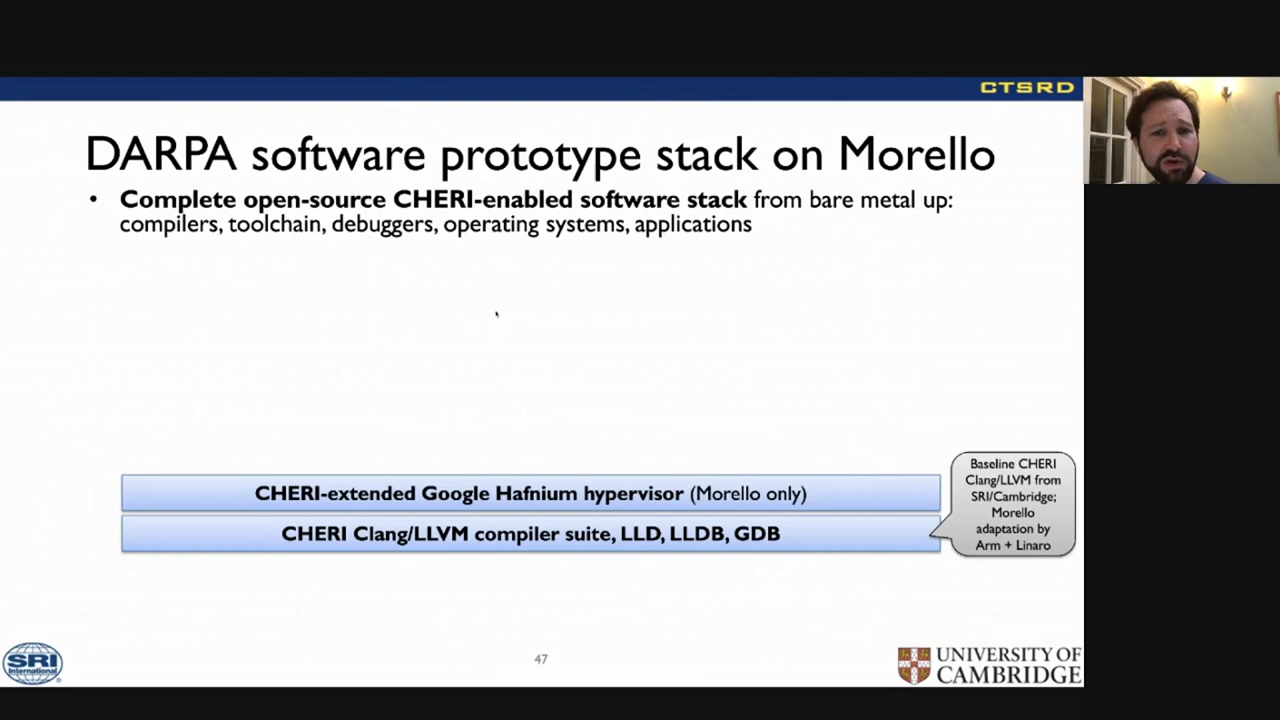 CTSRD
DARPA software prototype stack on Morello
• Complete open-source CHERI-enabled software stack from bare metal up:
compilers, toolchain, debuggers, operating systems, applications
CHERI-extended Google Hafnium hypervisor (Morello only)
CHERI Clang/LLVM compiler suite, LLD, LLDB, GDB
Baseline CHERI
Clang/LLVM from
SRI/Cambridge;
Morello
adaptation by
Arm + Linaro
SRI
International
47
UNIVERSITY OF
CAMBRIDGE